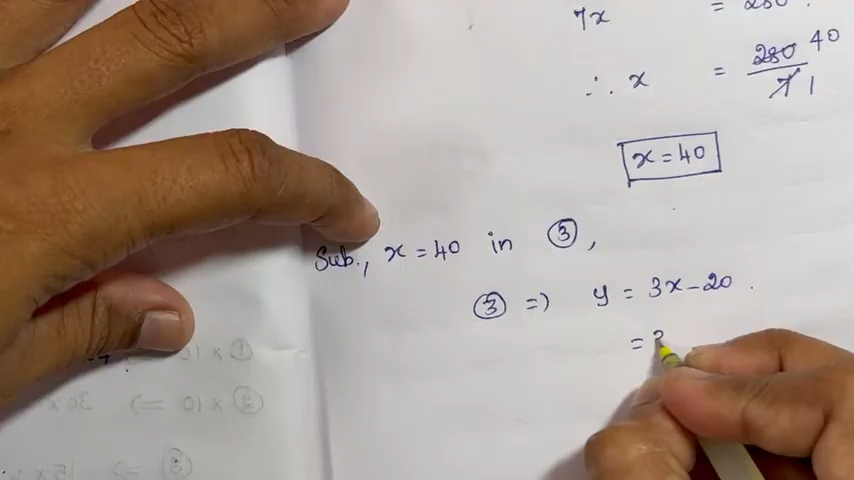 7x = 280
∴ x = 280/7 40 1
x = 40
Sub., x = 40 in ③,
③ => y = 3x - 20.
= 3